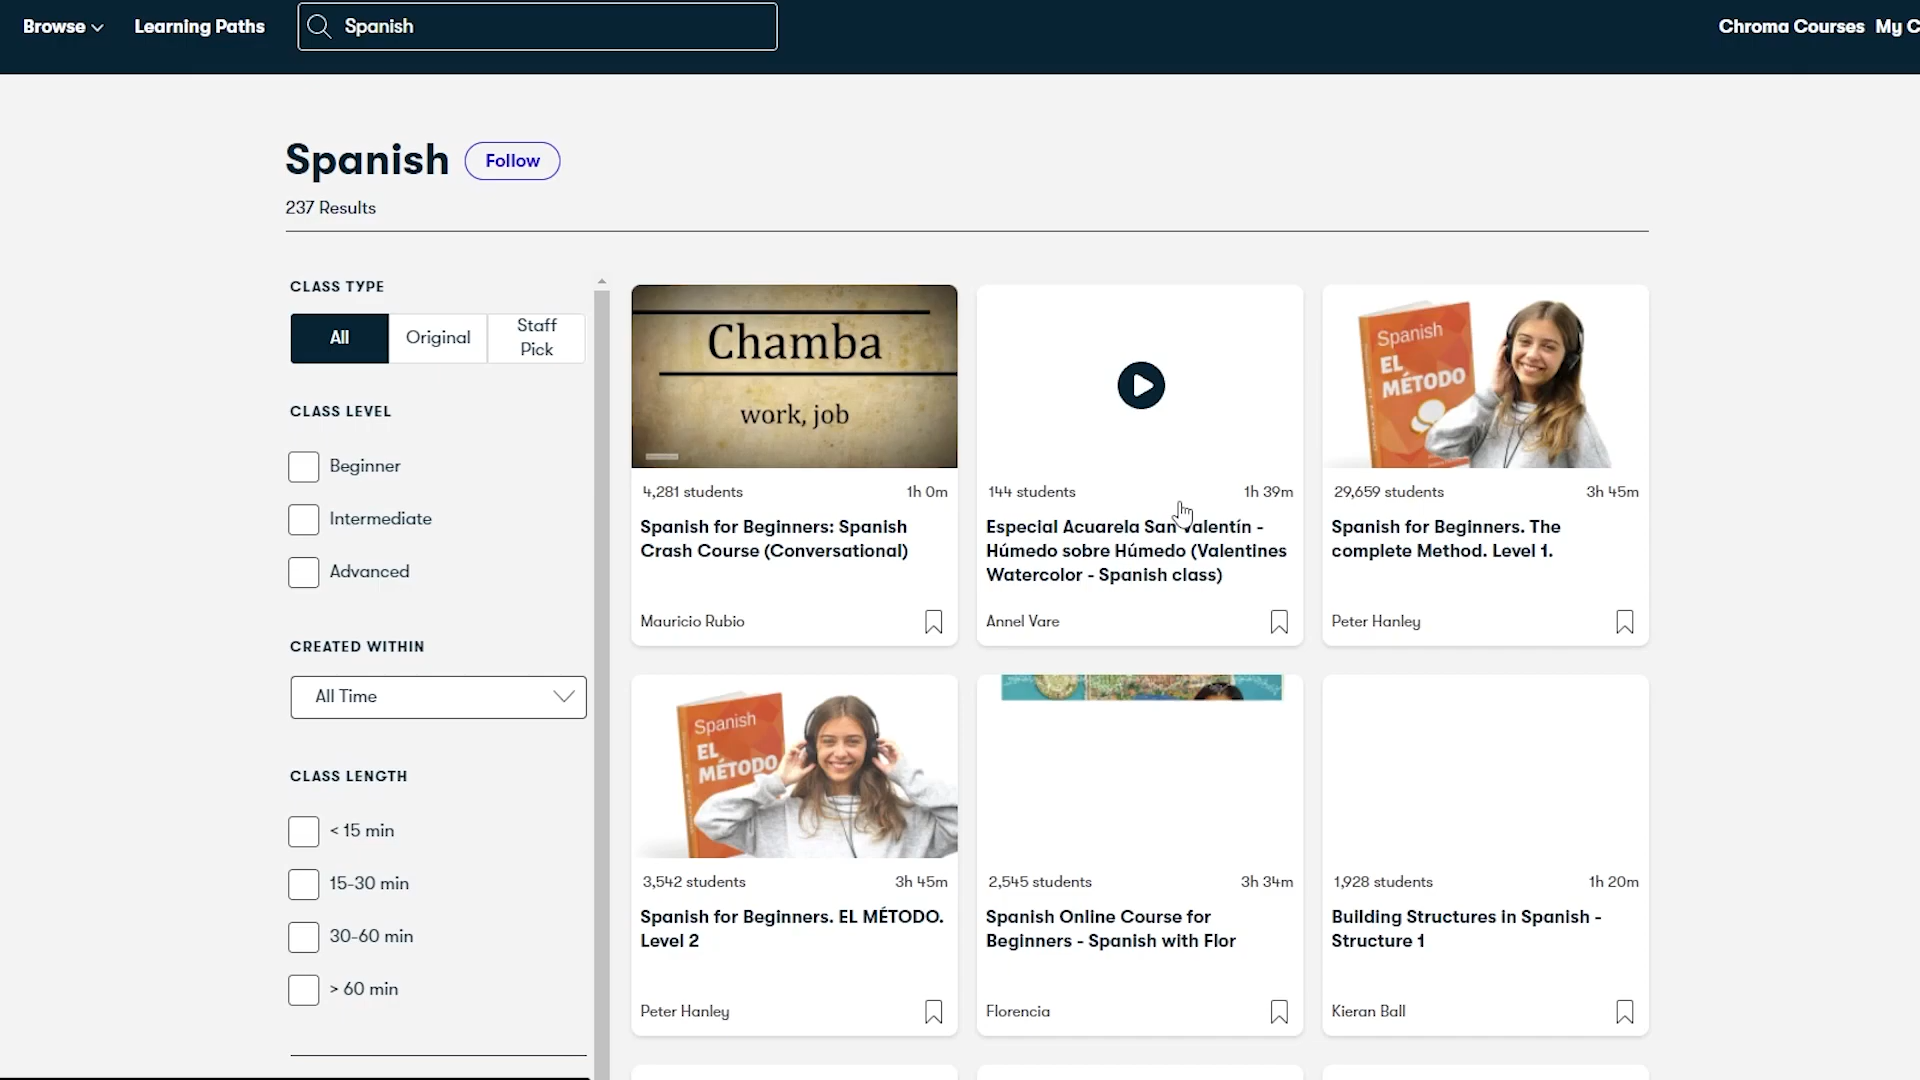 Browse
Learning Paths
Spanish
Chroma Courses
My C
Spanish
Follow
237 Results
CLASS TYPE
All
Original
Staff
Pick
CLASS LEVEL
Beginner
Intermediate
Advanced
CREATED WITHIN
All Time
CLASS LENGTH
< 15 min
15-30 min
30-60 min
> 60 min
Chamba
work, job
4,281 students
1h 0m
Spanish for Beginners: Spanish
Crash Course (Conversational)
Mauricio Rubio
144 students
1h 39m
Especial Acuarela San Valentín -
Húmedo sobre Húmedo (Valentines
Watercolor - Spanish class)
Annel Vare
Spanish
EL
MÉTODO
29,659 students
3h 45m
Spanish for Beginners. The
complete Method. Level 1.
Peter Hanley
Spanish
EL
MÉTODO
3,542 students
3h 45m
Spanish for Beginners. EL MÉTODO.
Level 2
Peter Hanley
2,545 students
3h 34m
Spanish Online Course for
Beginners - Spanish with Flor
Florencia
1,928 students
1h 20m
Building Structures in Spanish -
Structure 1
Kieran Ball